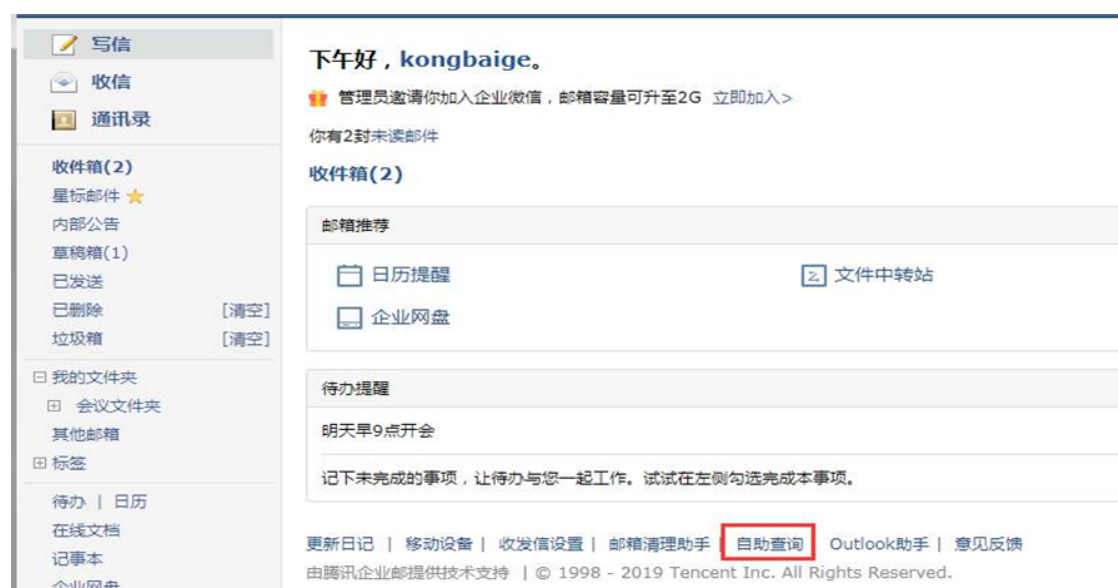 写信
收信
通讯录
收件箱(2)
星标邮件
内部公告
草稿箱(1)
已发送
已删除 [清空]
垃圾箱 [清空]
我的文件夹
会议文件夹
其他邮箱
标签
待办 | 日历
在线文档
记事本
企业网盘
下午好，kongbaige。
管理员邀请你加入企业微信，邮箱容量可升至2G 立即加入>
你有2封未读邮件
收件箱(2)
邮箱推荐
日历提醒 文件中转站
企业网盘
待办提醒
明天早9点开会
记下未完成的事项，让待办与您一起工作。试试在左侧勾选完成本事项。
更新日记 | 移动设备 | 收发信设置 | 邮箱清理助手 | 自助查询 Outlook助手 | 意见反馈
由腾讯企业邮提供技术支持 | © 1998 - 2019 Tencent Inc. All Rights Reserved.